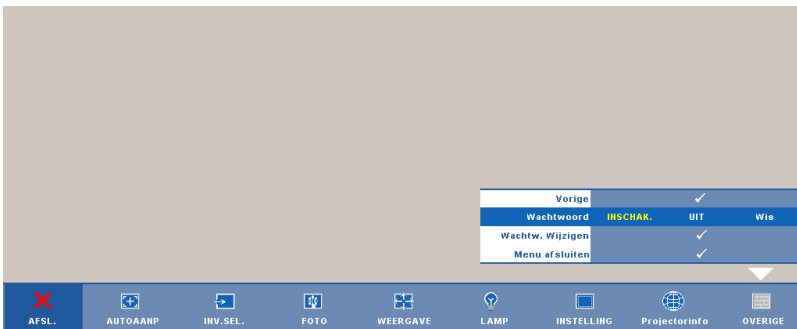 Vorige
Wachtwoord INSCHAK. UIT Wis
Wachtw. Wijzigen
Menu afsluiten
AFSL. AUTOAANP INV.SEL. FOTO WEERGAVE LAMP INSTELLING Projectorinfo OVERIGE